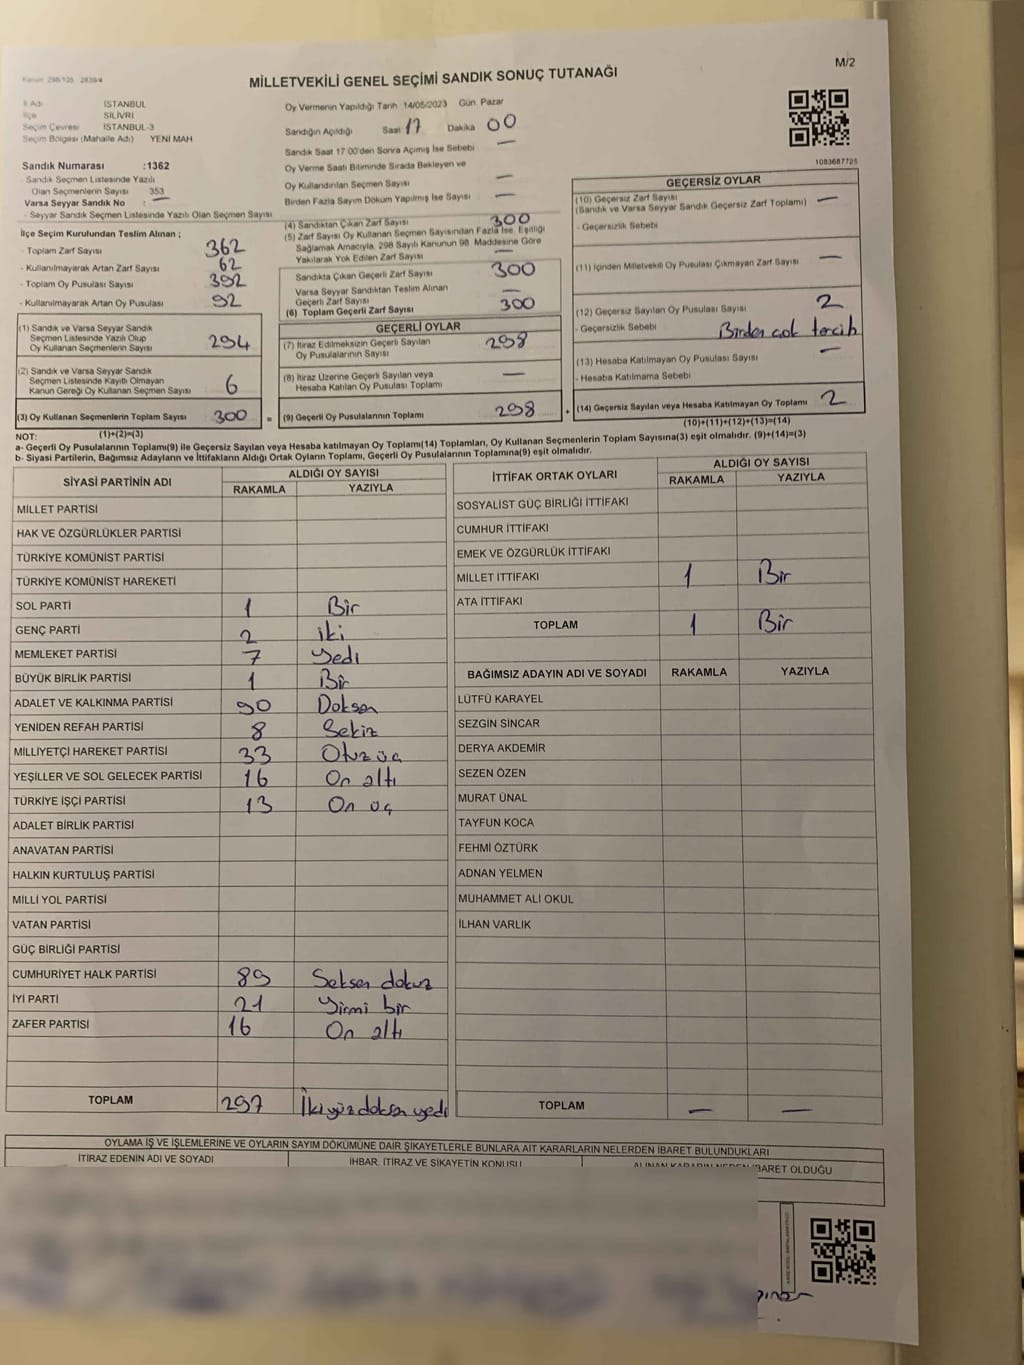 Kanun: 298/105 2839/4
M/2
MİLLETVEKİLİ GENEL SEÇİMİ SANDIK SONUÇ TUTANAĞI
İl Adı İSTANBUL
İlçe SİLİVRİ
Seçim Çevresi İSTANBUL-3
Seçim Bölgesi (Mahalle Adı) YENİ MAH
Oy Vermenin Yapıldığı Tarih 14/05/2023 Gün Pazar
Sandığın Açıldığı Saat 17 Dakika 00
Sandık Saat 17:00'den Sonra Açımış İse Sebebi —
Oy Verme Saati Bitiminde Sırada Bekleyen ve
Oy Kullandırılan Seçmen Sayısı —
Birden Fazla Sayım Döküm Yapılmış İse Sayısı —
1083687725
Sandık Numarası :1362
- Sandık Seçmen Listesinde Yazılı
Olan Seçmenlerin Sayısı 353
Varsa Seyyar Sandık No : —
- Seyyar Sandık Seçmen Listesinde Yazılı Olan Seçmen Sayısı
İlçe Seçim Kurulundan Teslim Alınan ;
- Toplam Zarf Sayısı 362
- Kullanılmayarak Artan Zarf Sayısı 62
- Toplam Oy Pusulası Sayısı 392
- Kullanılmayarak Artan Oy Pusulası 92
(1) Sandık ve Varsa Seyyar Sandık
Seçmen Listesinde Yazılı Olup
Oy Kullanan Seçmenlerin Sayısı 294
(2) Sandık ve Varsa Seyyar Sandık
Seçmen Listesinde Kayıtlı Olmayan
Kanun Gereği Oy Kullanan Seçmen Sayısı 6
(3) Oy Kullanan Seçmenlerin Toplam Sayısı 300 =
(1)+(2)=(3)
(4) Sandıktan Çıkan Zarf Sayısı 300
(5) Zarf Sayısı Oy Kullanan Seçmen Sayısından Fazla İse, Eşitliği
Sağlamak Amacıyla, 298 Sayılı Kanunun 98. Maddesine Göre
Yakılarak Yok Edilen Zarf Sayısı —
Sandıkta Çıkan Geçerli Zarf Sayısı 300
Varsa Seyyar Sandıktan Teslim Alınan
Geçerli Zarf Sayısı —
(6) Toplam Geçerli Zarf Sayısı 300
GEÇERLİ OYLAR
(7) İtiraz Edilmeksizin Geçerli Sayılan
Oy Pusulalarının Sayısı 298
(8) İtiraz Üzerine Geçerli Sayılan veya
Hesaba Katılan Oy Pusulası Toplamı —
(9) Geçerli Oy Pusulalarının Toplamı 298 +
GEÇERSİZ OYLAR
(10) Geçersiz Zarf Sayısı
(Sandık ve Varsa Seyyar Sandık Geçersiz Zarf Toplamı) —
- Geçersizlik Sebebi
(11) İçinden Milletvekili Oy Pusulası Çıkmayan Zarf Sayısı —
(12) Geçersiz Sayılan Oy Pusulası Sayısı 2
- Geçersizlik Sebebi Birden çok tercih
(13) Hesaba Katılmayan Oy Pusulası Sayısı —
- Hesaba Katılmama Sebebi
(14) Geçersiz Sayılan veya Hesaba Katılmayan Oy Toplamı 2
(10)+(11)+(12)+(13)=(14)
NOT:
a- Geçerli Oy Pusulalarının Toplamı(9) ile Geçersiz Sayılan veya Hesaba katılmayan Oy Toplamı(14) Toplamları, Oy Kullanan Seçmenlerin Toplam Sayısına(3) eşit olmalıdır. (9)+(14)=(3)
b- Siyasi Partilerin, Bağımsız Adayların ve İttifakların Aldığı Ortak Oyların Toplamı, Geçerli Oy Pusulalarının Toplamına(9) eşit olmalıdır.
SİYASİ PARTİNİN ADI ALDIĞI OY SAYISI
RAKAMLA YAZIYLA
MİLLET PARTİSİ
HAK VE ÖZGÜRLÜKLER PARTİSİ
TÜRKİYE KOMÜNİST PARTİSİ
TÜRKİYE KOMÜNİST HAREKETİ
SOL PARTİ 1 Bir
GENÇ PARTİ 2 iki
MEMLEKET PARTİSİ 7 Yedi
BÜYÜK BİRLİK PARTİSİ 1 Bir
ADALET VE KALKINMA PARTİSİ 90 Doksan
YENİDEN REFAH PARTİSİ 8 Sekiz
MİLLİYETÇİ HAREKET PARTİSİ 33 Otuz üç
YEŞİLLER VE SOL GELECEK PARTİSİ 16 On altı
TÜRKİYE İŞÇİ PARTİSİ 13 On üç
ADALET BİRLİK PARTİSİ
ANAVATAN PARTİSİ
HALKIN KURTULUŞ PARTİSİ
MİLLİ YOL PARTİSİ
VATAN PARTİSİ
GÜÇ BİRLİĞİ PARTİSİ
CUMHURİYET HALK PARTİSİ 89 Seksen dokuz
İYİ PARTİ 21 Yirmi bir
ZAFER PARTİSİ 16 On altı
TOPLAM 297 İkiyüz doksan yedi
İTTİFAK ORTAK OYLARI ALDIĞI OY SAYISI
RAKAMLA YAZIYLA
SOSYALİST GÜÇ BİRLİĞİ İTTİFAKI
CUMHUR İTTİFAKI
EMEK VE ÖZGÜRLÜK İTTİFAKI
MİLLET İTTİFAKI 1 Bir
ATA İTTİFAKI
TOPLAM 1 Bir
BAĞIMSIZ ADAYIN ADI VE SOYADI RAKAMLA YAZIYLA
LÜTFÜ KARAYEL
SEZGİN SİNCAR
DERYA AKDEMİR
SEZEN ÖZEN
MURAT ÜNAL
TAYFUN KOCA
FEHMİ ÖZTÜRK
ADNAN YELMEN
MUHAMMET ALİ OKUL
İLHAN VARLIK
TOPLAM — —
OYLAMA İŞ VE İŞLEMLERİNE VE OYLARIN SAYIM DÖKÜMÜNE DAİR ŞİKAYETLERLE BUNLARA AİT KARARLARIN NELERDEN İBARET BULUNDUKLARI
İTİRAZ EDENİN ADI VE SOYADI İHBAR, İTİRAZ VE ŞİKAYETİN KONUSU ALINAN KARARIN NEDEN İBARET OLDUĞU